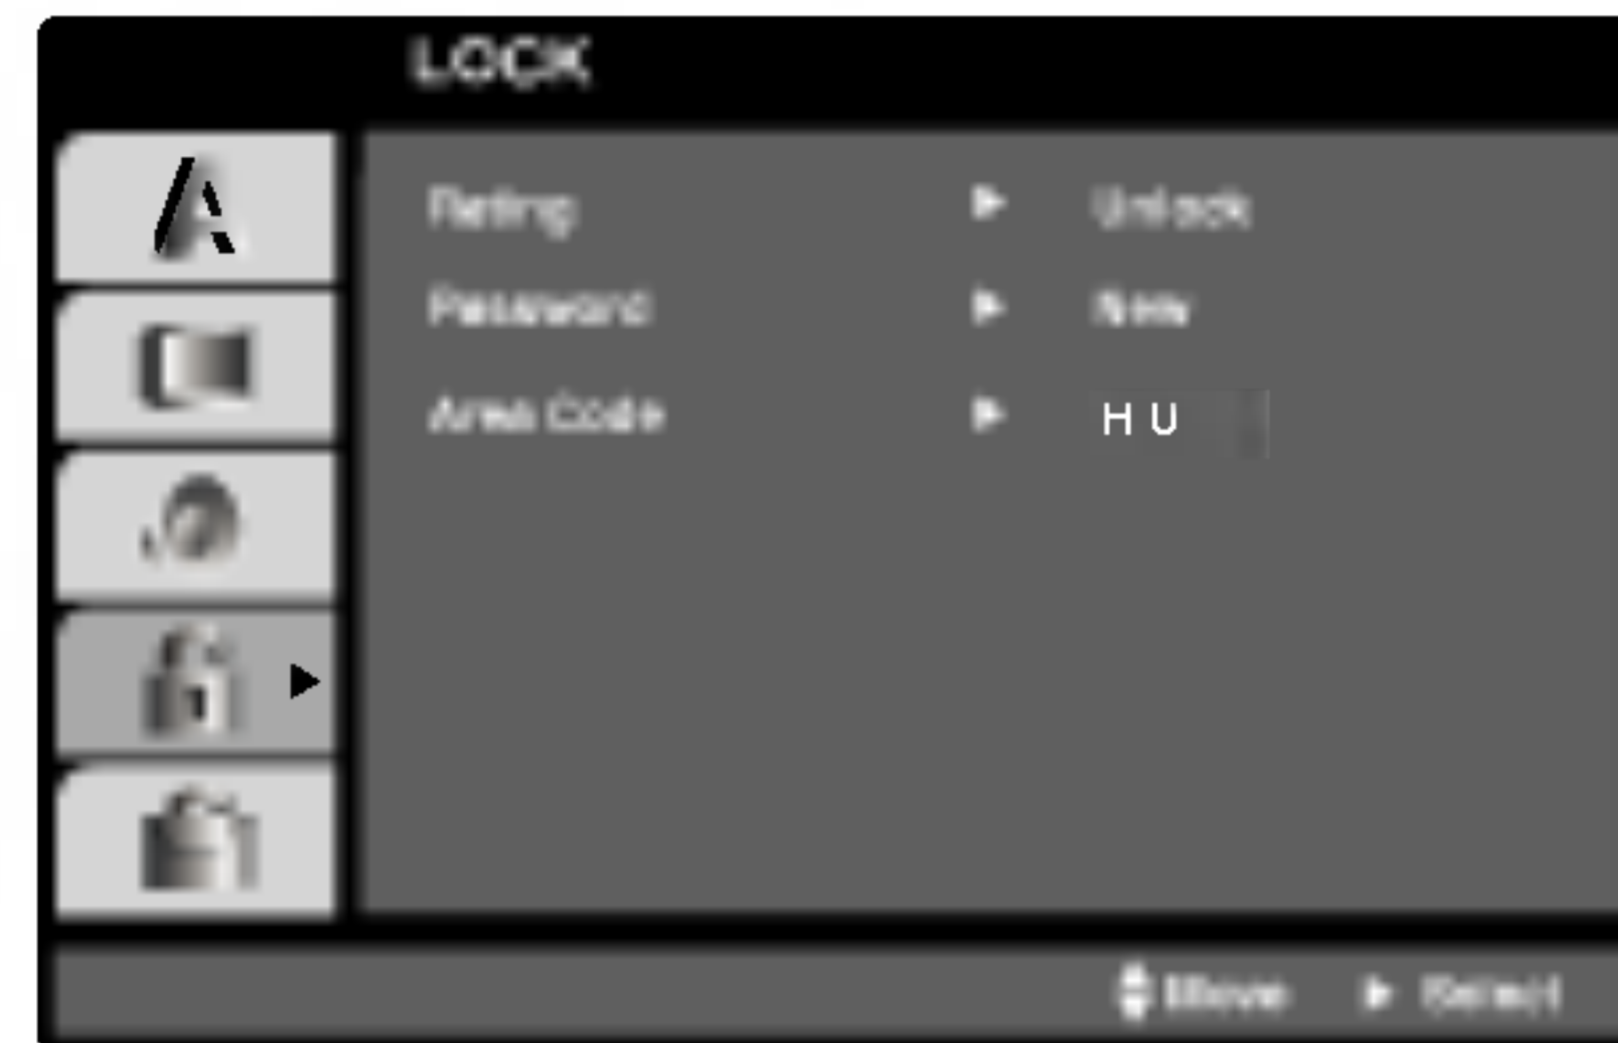 LOCK
Rating Unlock
Password New
Area Code H U
Move Select